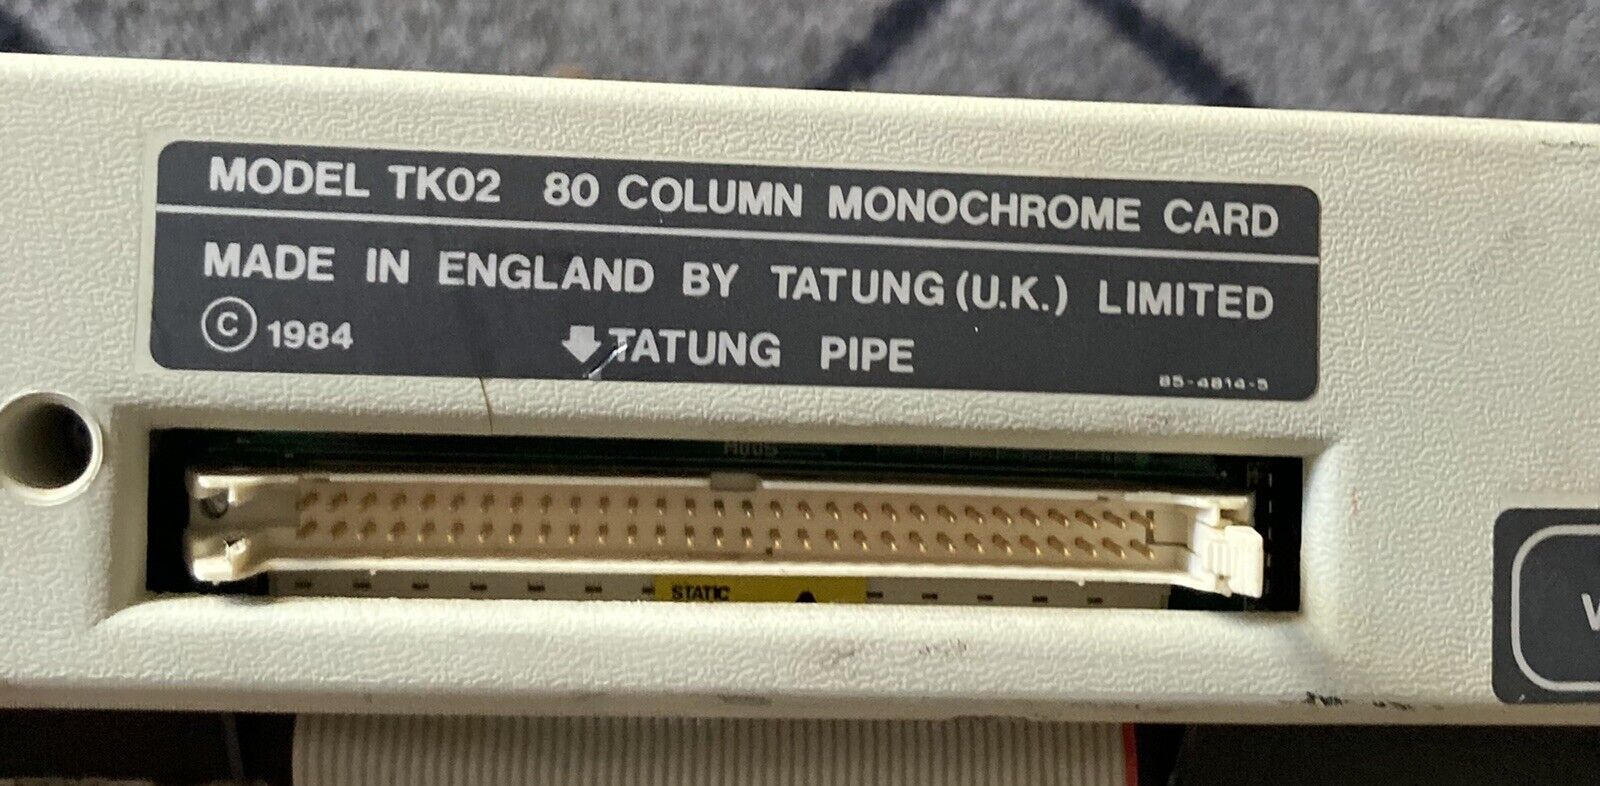 MODEL TK02 80 COLUMN MONOCHROME CARD
MADE IN ENGLAND BY TATUNG (U.K.) LIMITED
© 1984 TATUNG PIPE
85-4814-5
STATIC